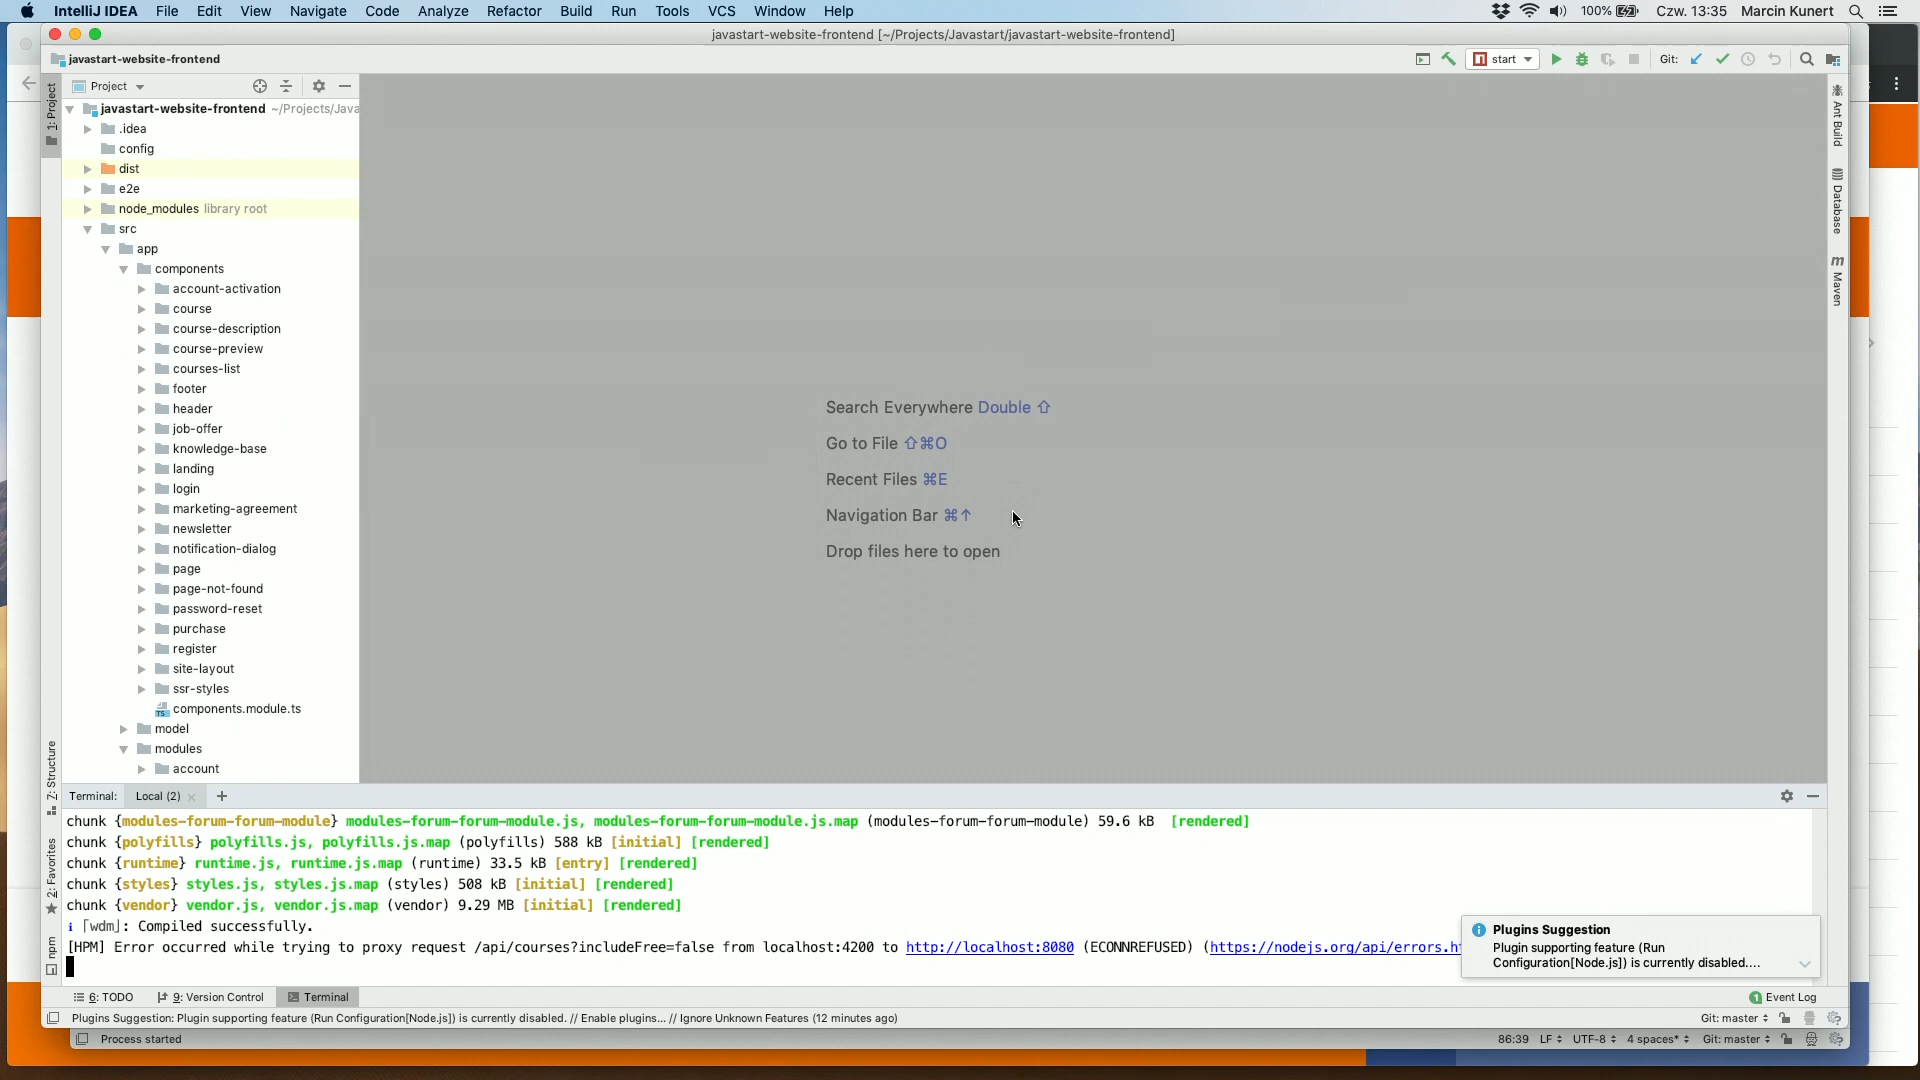 IntelliJ IDEA File Edit View Navigate Code Analyze Refactor Build Run Tools VCS Window Help 100% Czw. 13:35 Marcin Kunert
javastart-website-frontend [~/Projects/Javastart/javastart-website-frontend]
javastart-website-frontend start Git:
1: Project
Project
javastart-website-frontend ~/Projects/Java
.idea
config
dist
e2e
node_modules library root
src
app
components
account-activation
course
course-description
course-preview
courses-list
footer
header
job-offer
knowledge-base
landing
login
marketing-agreement
newsletter
notification-dialog
page
page-not-found
password-reset
purchase
register
site-layout
ssr-styles
components.module.ts
model
modules
account
Search Everywhere Double ⇧
Go to File ⇧⌘O
Recent Files ⌘E
Navigation Bar ⌘↑
Drop files here to open
Ant Build
Database
Maven
7: Structure
2: Favorites
npm
Terminal: Local (2)
chunk {modules-forum-forum-module} modules-forum-forum-module.js, modules-forum-forum-module.js.map (modules-forum-forum-module) 59.6 kB [rendered]
chunk {polyfills} polyfills.js, polyfills.js.map (polyfills) 588 kB [initial] [rendered]
chunk {runtime} runtime.js, runtime.js.map (runtime) 33.5 kB [entry] [rendered]
chunk {styles} styles.js, styles.js.map (styles) 508 kB [initial] [rendered]
chunk {vendor} vendor.js, vendor.js.map (vendor) 9.29 MB [initial] [rendered]
i ｢wdm｣: Compiled successfully.
[HPM] Error occurred while trying to proxy request /api/courses?includeFree=false from localhost:4200 to http://localhost:8080 (ECONNREFUSED) (https://nodejs.org/api/errors.h
Plugins Suggestion
Plugin supporting feature (Run
Configuration[Node.js]) is currently disabled....
6: TODO 9: Version Control Terminal 1 Event Log
Plugins Suggestion: Plugin supporting feature (Run Configuration[Node.js]) is currently disabled. // Enable plugins... // Ignore Unknown Features (12 minutes ago) Git: master
Process started 86:39 LF UTF-8 4 spaces* Git: master